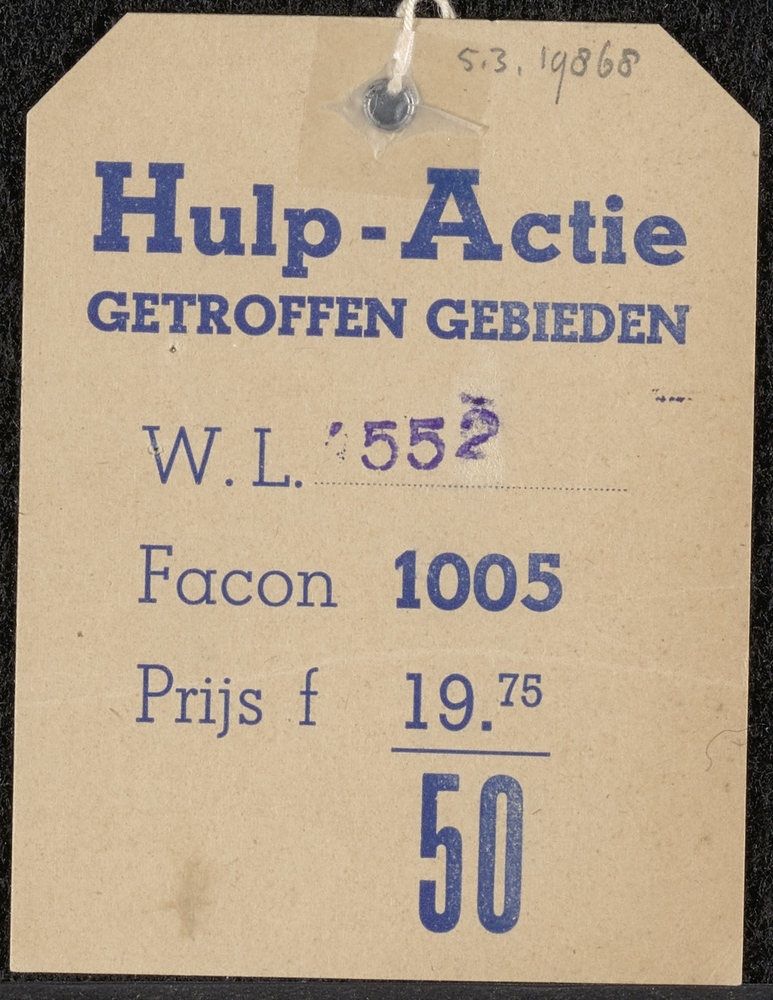 5.3. 19868
Hulp-Actie
GETROFFEN GEBIEDEN
W. L. 552
Facon 1005
Prijs f 19.75
50